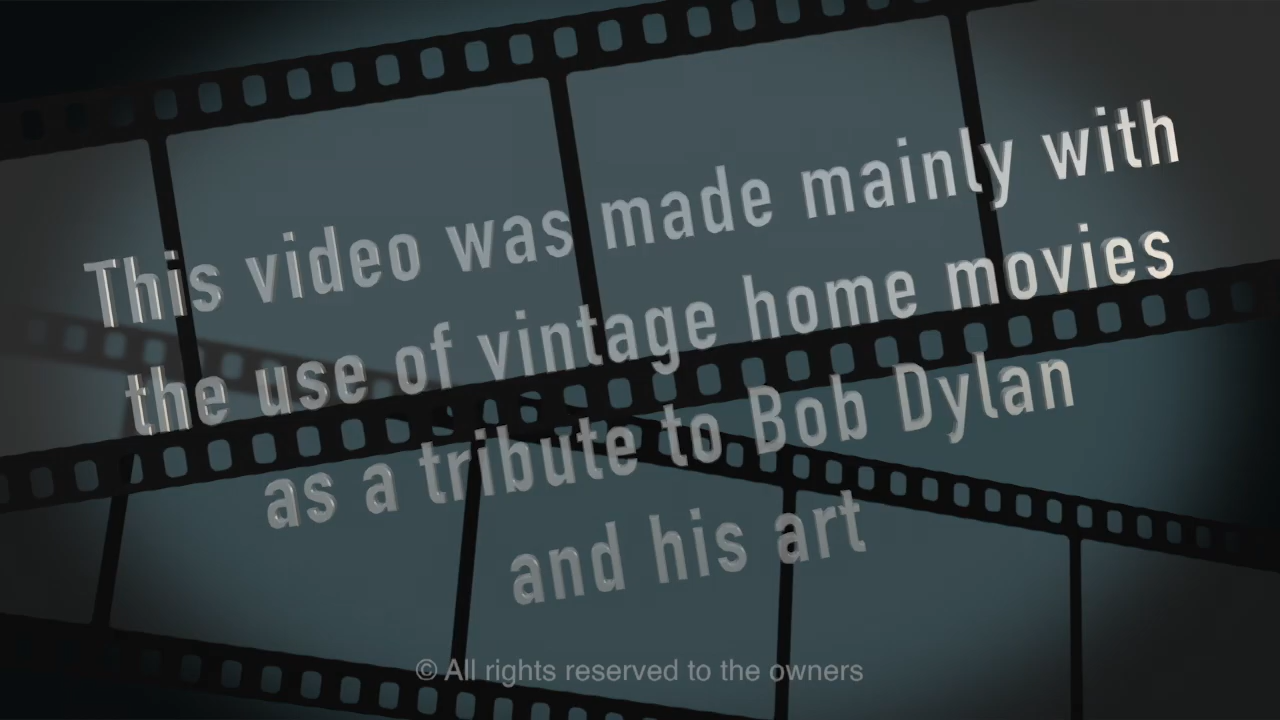 This video was made mainly with
the use of vintage home movies
as a tribute to Bob Dylan
and his art
© All rights reserved to the owners